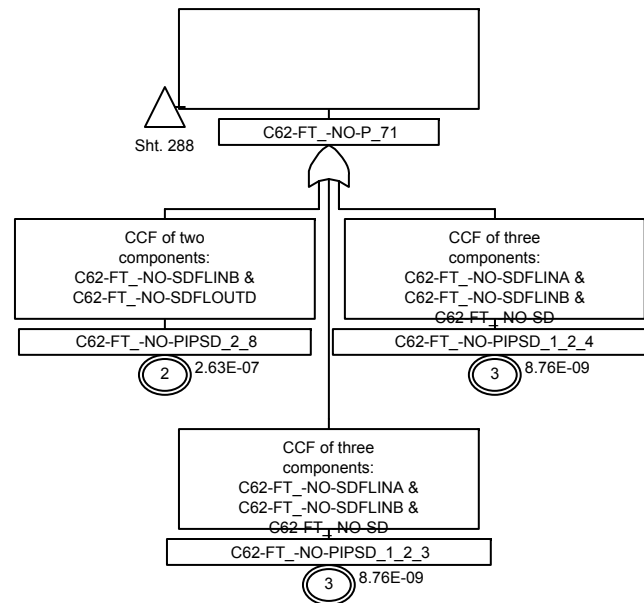 C62-FT_-NO-P_71
Sht. 288
CCF of two
components:
C62-FT_-NO-SDFLINB &
C62-FT_-NO-SDFLOUTD
C62-FT_-NO-PIPSD_2_8
2
2.63E-07
CCF of three
components:
C62-FT_-NO-SDFLINA &
C62-FT_-NO-SDFLINB &
C62-FT_-NO-SD
C62-FT_-NO-PIPSD_1_2_4
3
8.76E-09
CCF of three
components:
C62-FT_-NO-SDFLINA &
C62-FT_-NO-SDFLINB &
C62-FT_-NO-SD
C62-FT_-NO-PIPSD_1_2_3
3
8.76E-09